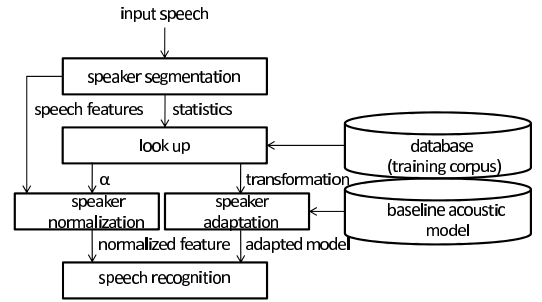 input speech
speaker segmentation
speech features
statistics
look up
database
(training corpus)
α
transformation
speaker
normalization
speaker
adaptation
baseline acoustic
model
normalized feature
adapted model
speech recognition